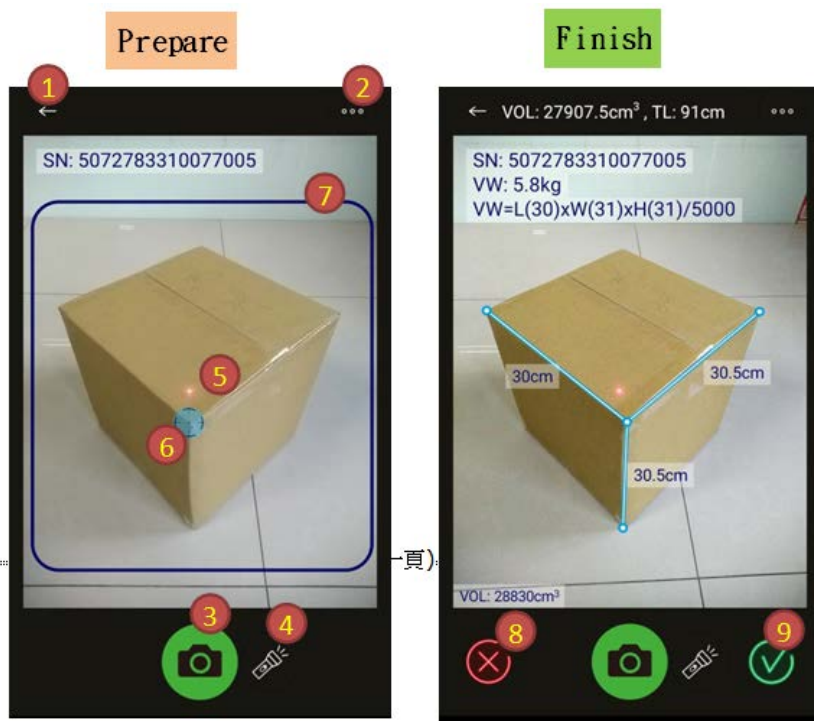 Prepare
Finish
1
2
← VOL: 27907.5cm³ , TL: 91cm
SN: 5072783310077005
7
5
6
3
4
SN: 5072783310077005
VW: 5.8kg
VW=L(30)xW(31)xH(31)/5000
30cm
30.5cm
30.5cm
VOL: 28830cm³
8
9
一頁)